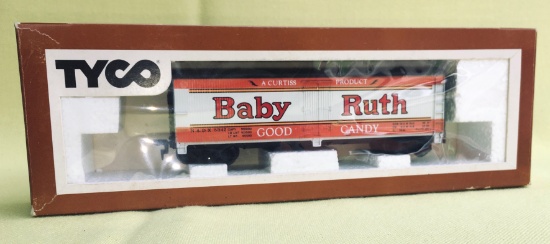 TYCO
A CURTISS PRODUCT
Baby Ruth
GOOD CANDY